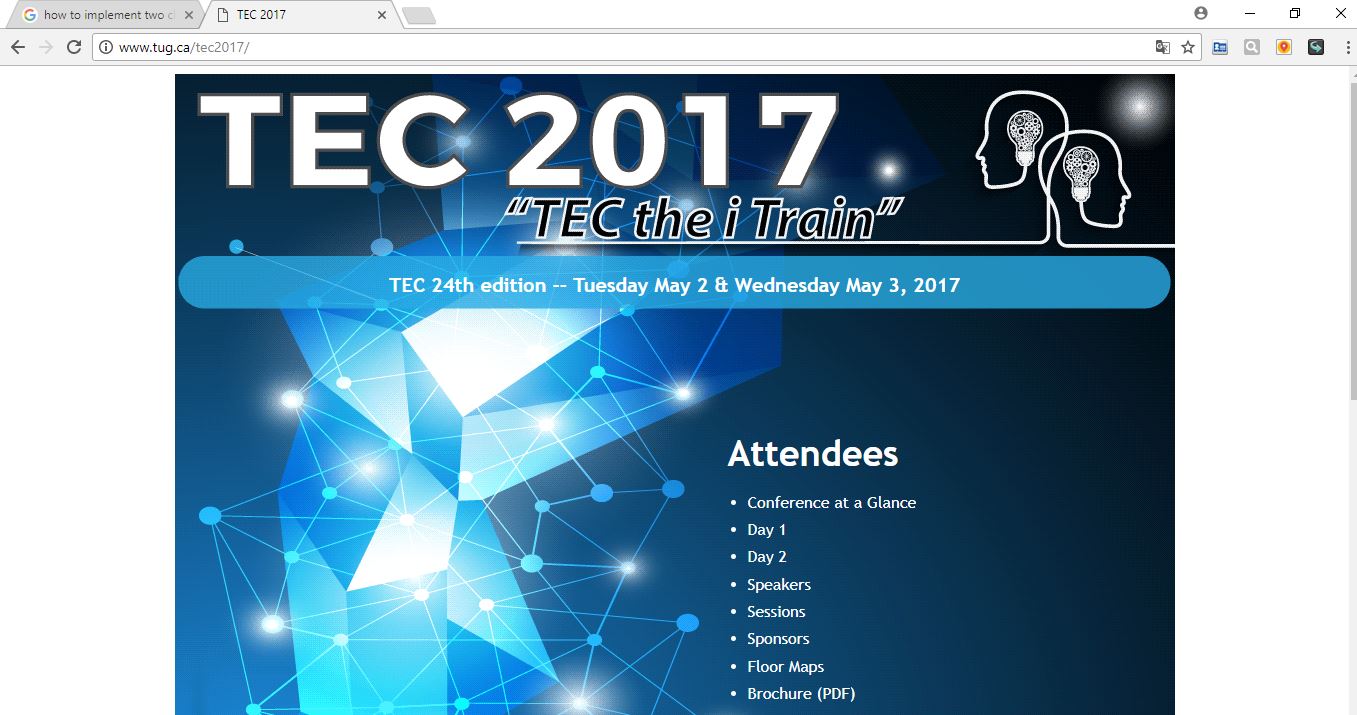 how to implement two c
TEC 2017
www.tug.ca/tec2017/
TEC 2017
“TEC the i Train”
TEC 24th edition -- Tuesday May 2 & Wednesday May 3, 2017
Attendees
• Conference at a Glance
• Day 1
• Day 2
• Speakers
• Sessions
• Sponsors
• Floor Maps
• Brochure (PDF)